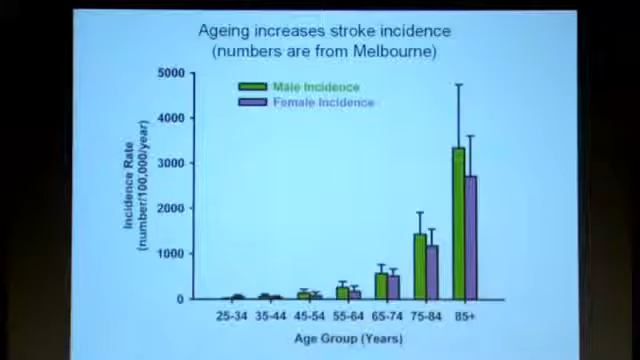 Ageing increases stroke incidence
(numbers are from Melbourne)
5000
4000
3000
2000
1000
0
Incidence Rate
(number/100,000/year)
Male Incidence
Female Incidence
25-34 35-44 45-54 55-64 65-74 75-84 85+
Age Group (Years)